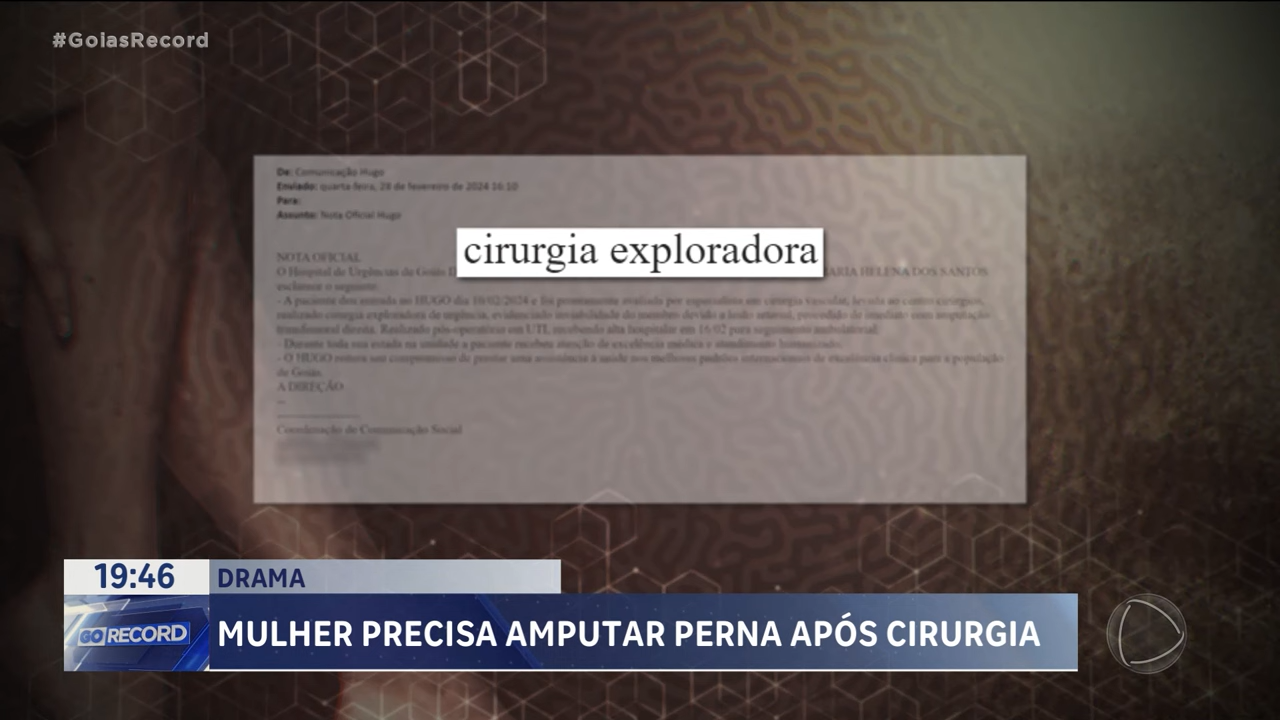 #GoiasRecord
De: Comunicação Hugo
Enviado: quarta-feira, 28 de fevereiro de 2024 16:10
Para:
Assunto: Nota Oficial Hugo
cirurgia exploradora
NOTA OFICIAL
O Hospital de Urgências de Goiás ARIA HELENA DOS SANTOS
esclarece o seguinte:
- A paciente deu entrada no HUGO dia 10/02/2024 e foi prontamente avaliada por especialista em cirurgia vascular, levada ao centro cirúrgico,
realizado cirurgia exploradora de urgência, evidenciando inviabilidade do membro devido a lesão arterial, procedido de imediato com amputação
transfemoral direita. Realizado pós-operatório em UTI, recebendo alta hospitalar em 16/02 para seguimento ambulatorial.
- Durante toda sua estada na unidade a paciente recebeu atenção de excelência médica e atendimento humanizado.
- O HUGO reitera seu compromisso de prestar uma assistência à saúde nos melhores padrões internacionais de excelência clínica para a população
de Goiás.
A DIREÇÃO
--
Coordenação de Comunicação Social
19:46 DRAMA
GO RECORD MULHER PRECISA AMPUTAR PERNA APÓS CIRURGIA